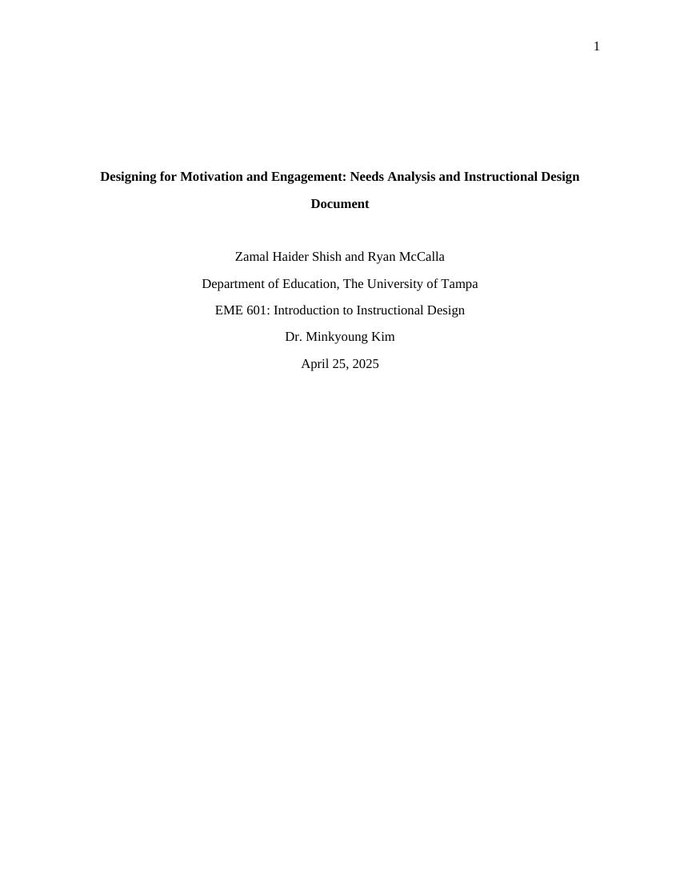 1
Designing for Motivation and Engagement: Needs Analysis and Instructional Design
Document
Zamal Haider Shish and Ryan McCalla
Department of Education, The University of Tampa
EME 601: Introduction to Instructional Design
Dr. Minkyoung Kim
April 25, 2025